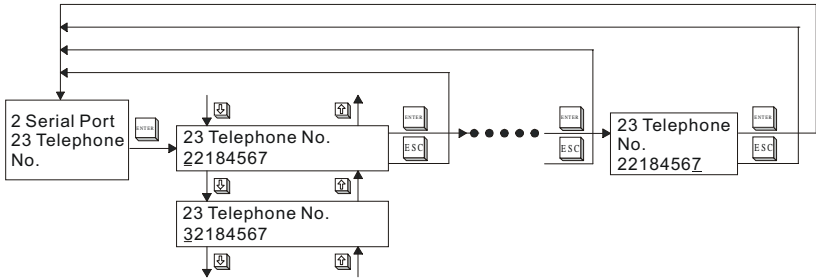 2 Serial Port
23 Telephone
No.
ENTER
23 Telephone No.
22184567
ENTER
ESC
ENTER
ESC
23 Telephone
No.
22184567
ENTER
ESC
23 Telephone No.
32184567